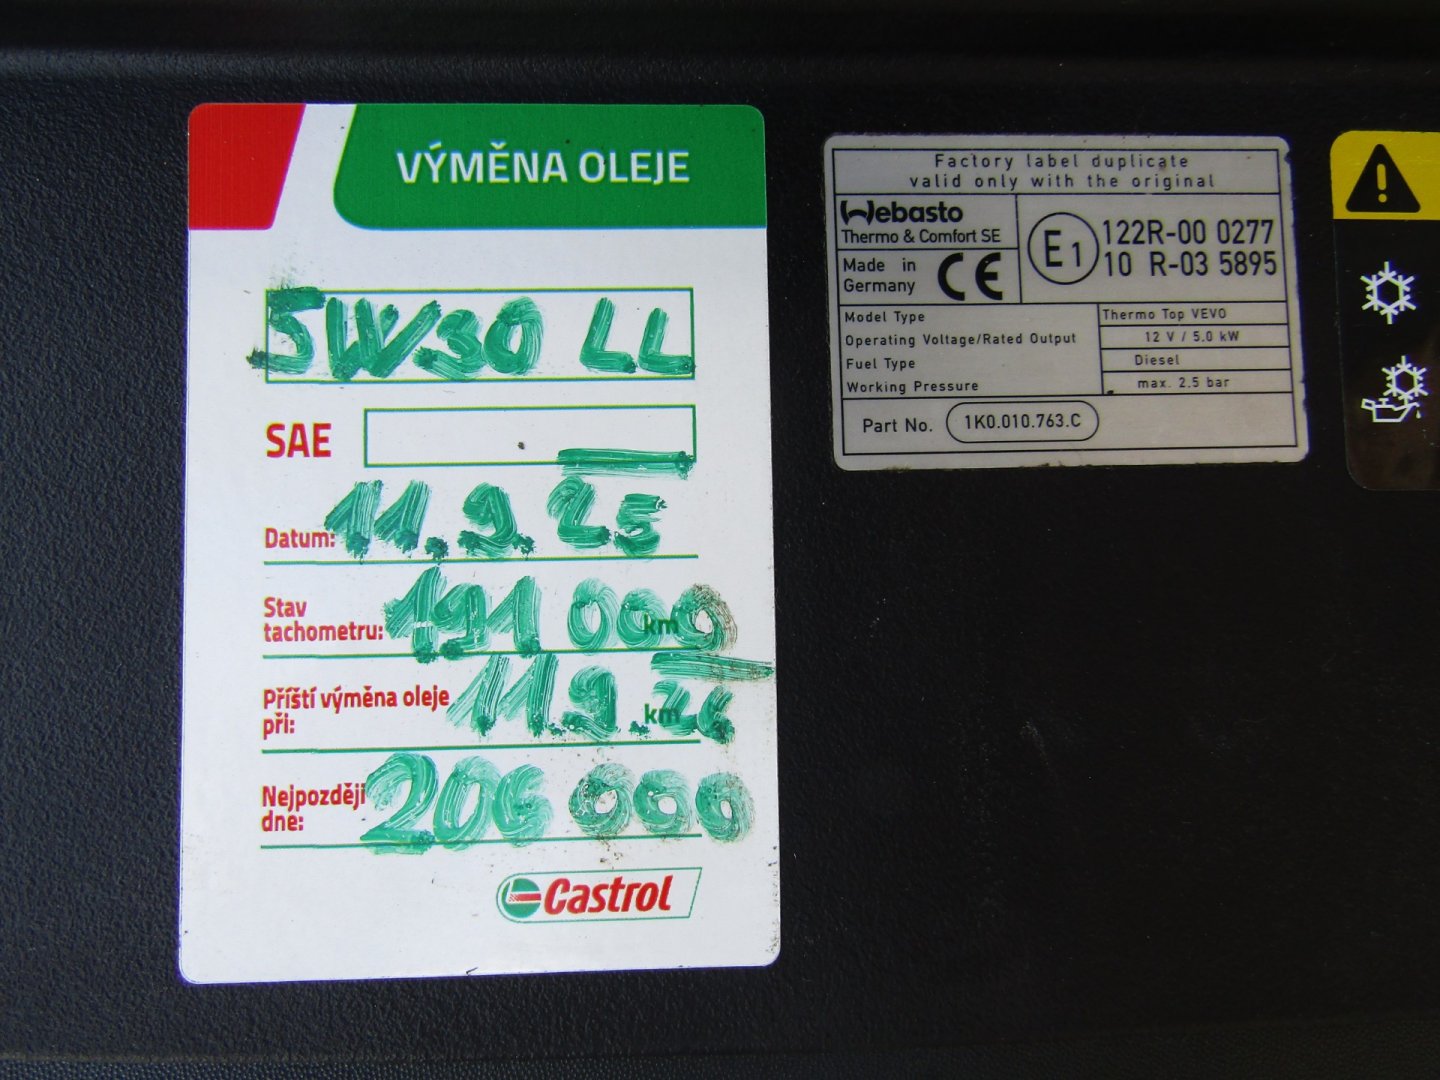 VÝMĚNA OLEJE
5W30 LL
SAE
Datum: 11.9.25
Stav
tachometru: 191 000 km
Příští výměna oleje
při: 11.9.26 km
Nejpozději
dne: 206 000
Castrol
Factory label duplicate
valid only with the original
Webasto
Thermo & Comfort SE
Made in
Germany
CE
E1
122R-00 0277
10 R-03 5895
Model Type Thermo Top VEVO
Operating Voltage/Rated Output 12 V / 5.0 kW
Fuel Type Diesel
Working Pressure max. 2.5 bar
Part No. 1K0.010.763.C